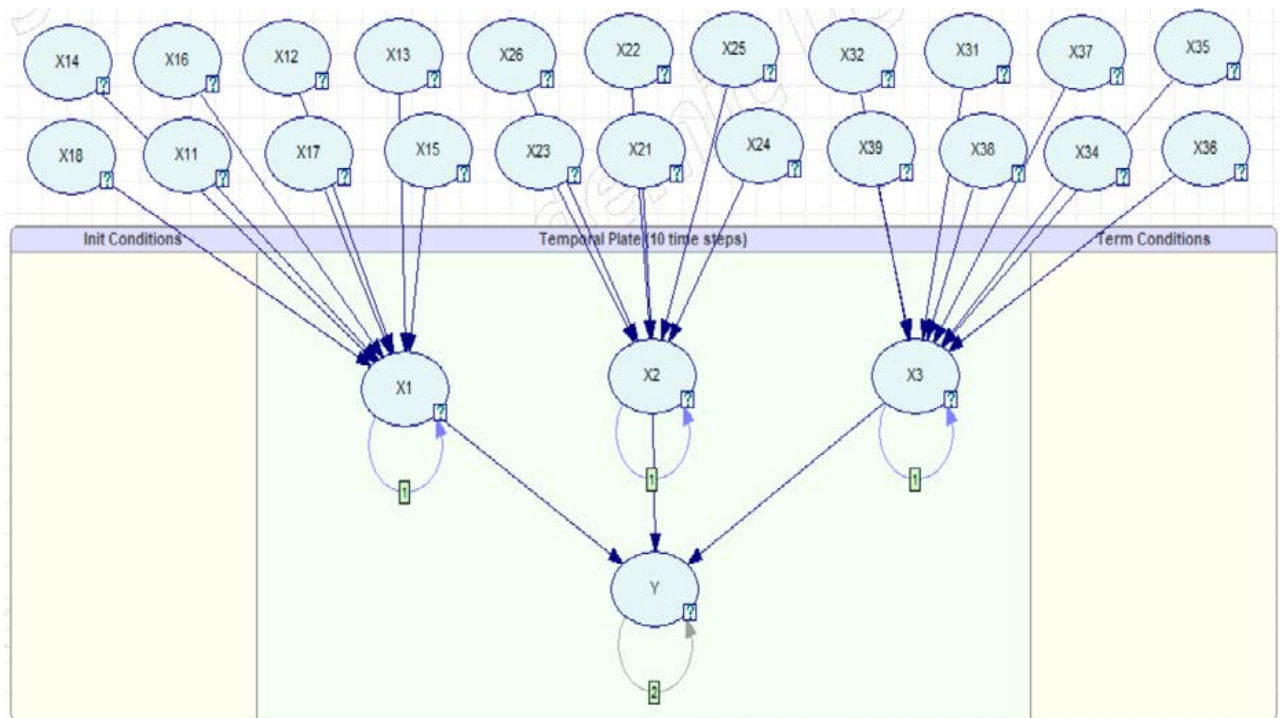 X14 X16 X12 X13 X26 X22 X25 X32 X31 X37 X35
? ? ? ? ? ? ? ? ? ? ?
X18 X11 X17 X15 X23 X21 X24 X39 X38 X34 X36
? ? ? ? ? ? ? ? ? ? ?
Init Conditions Temporal Plate (10 time steps) Term Conditions
X1 X2 X3
? ? ?
1 1 1
Y
?
2